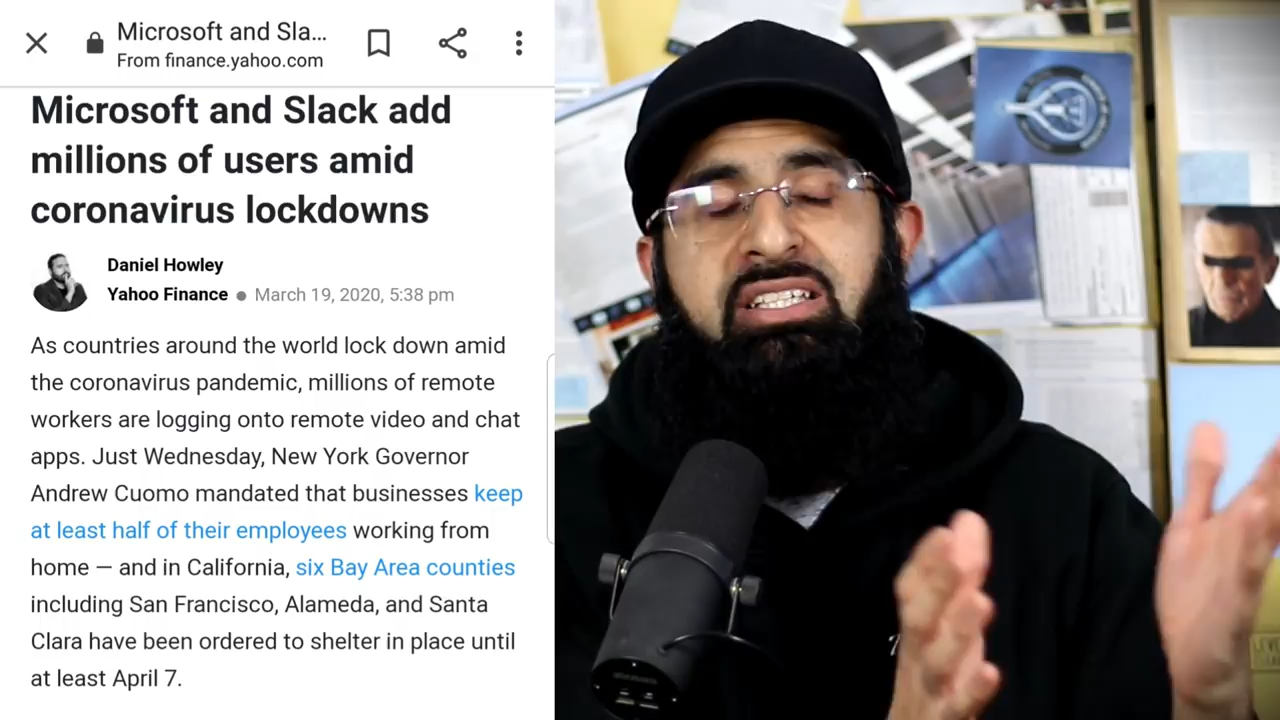 Microsoft and Sla...
From finance.yahoo.com
Microsoft and Slack add
millions of users amid
coronavirus lockdowns
Daniel Howley
Yahoo Finance ● March 19, 2020, 5:38 pm
As countries around the world lock down amid
the coronavirus pandemic, millions of remote
workers are logging onto remote video and chat
apps. Just Wednesday, New York Governor
Andrew Cuomo mandated that businesses keep
at least half of their employees working from
home — and in California, six Bay Area counties
including San Francisco, Alameda, and Santa
Clara have been ordered to shelter in place until
at least April 7.